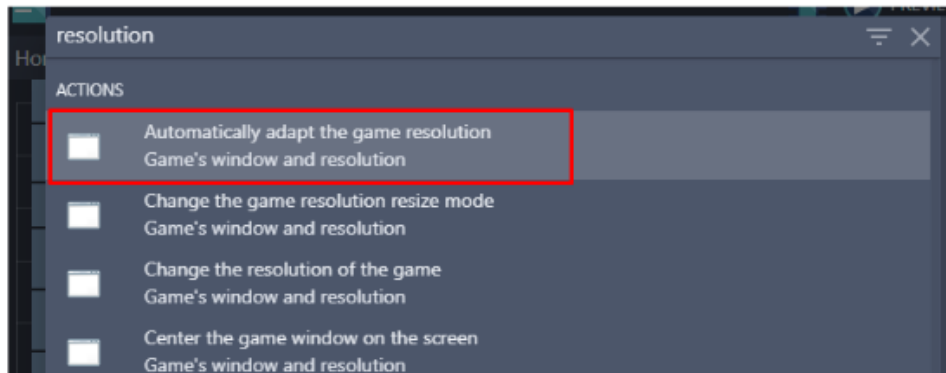 PREVIE
Hor
resolution
ACTIONS
Automatically adapt the game resolution
Game's window and resolution
Change the game resolution resize mode
Game's window and resolution
Change the resolution of the game
Game's window and resolution
Center the game window on the screen
Game's window and resolution